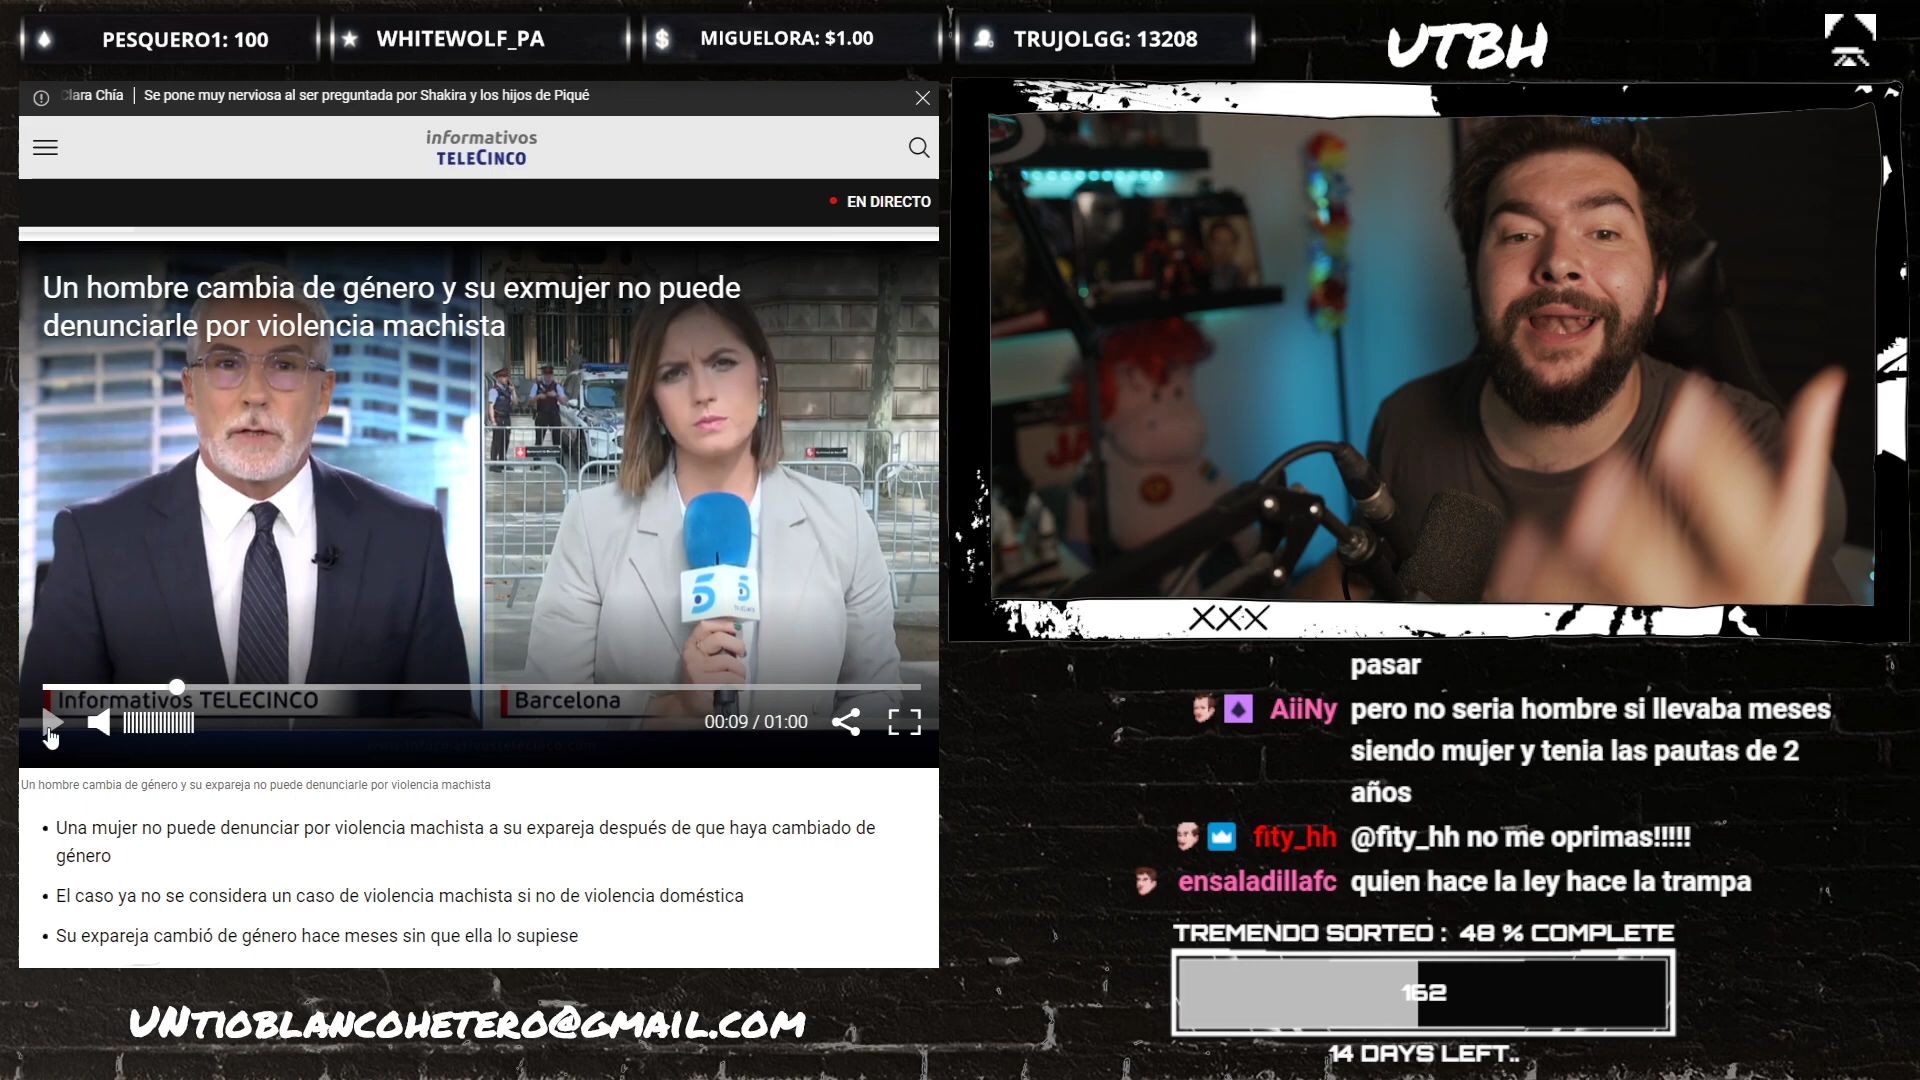 PESQUERO1: 100
WHITEWOLF_PA
MIGUELORA: $1.00
TRUJOLGG: 13208
UTBH
Clara Chía | Se pone muy nerviosa al ser preguntada por Shakira y los hijos de Piqué
informativos
TELECINCO
EN DIRECTO
Un hombre cambia de género y su exmujer no puede
denunciarle por violencia machista
5 5
Informativos TELECINCO
Barcelona
00:09 / 01:00
www.informativostelecinco.com
Un hombre cambia de género y su expareja no puede denunciarle por violencia machista
• Una mujer no puede denunciar por violencia machista a su expareja después de que haya cambiado de
género
• El caso ya no se considera un caso de violencia machista si no de violencia doméstica
• Su expareja cambió de género hace meses sin que ella lo supiese
UNTIOBLANCOHETERO@GMAIL.COM
XXX
pasar
AiiNy pero no seria hombre si llevaba meses
siendo mujer y tenia las pautas de 2
años
fity_hh @fity_hh no me oprimas!!!!!
ensaladillafc quien hace la ley hace la trampa
TREMENDO SORTEO : 48 % COMPLETE
162
14 DAYS LEFT..